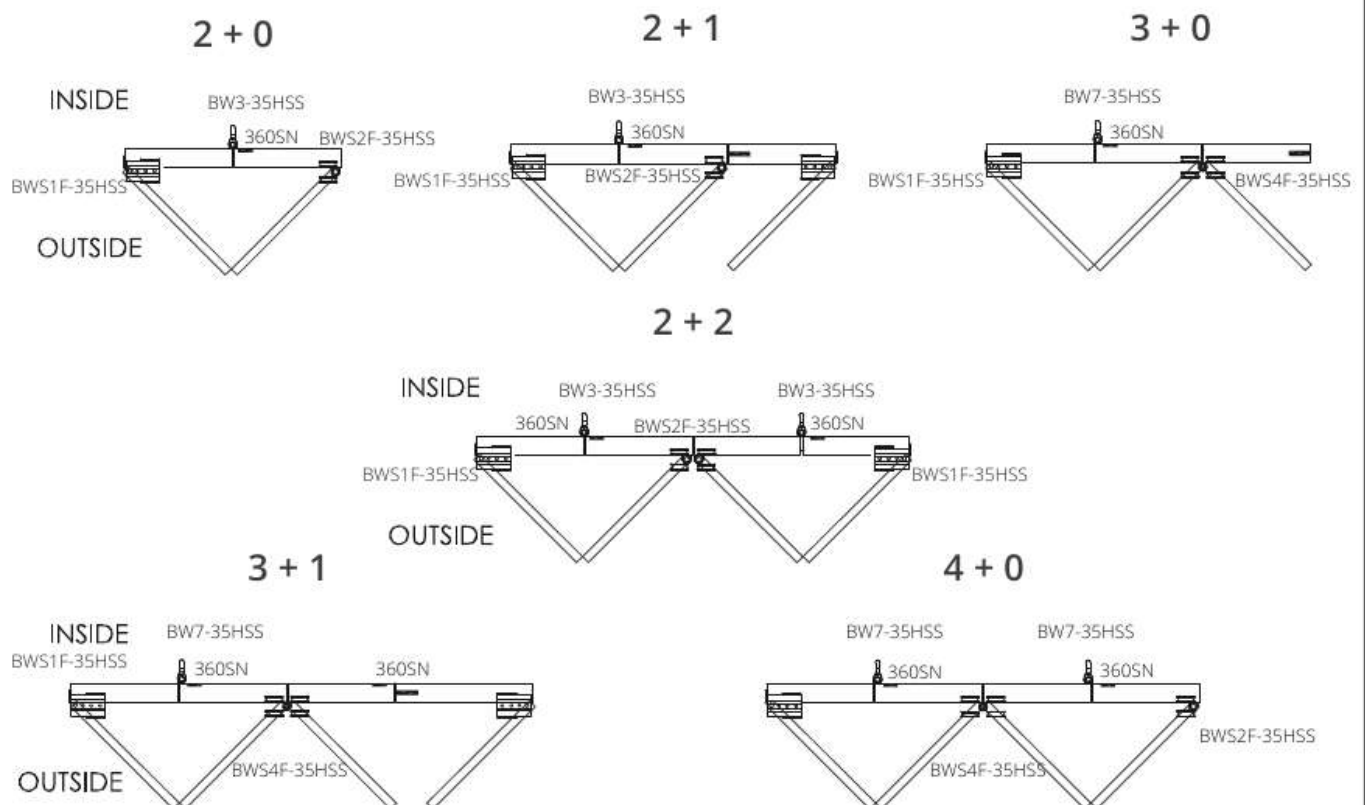 2 + 0
2 + 1
3 + 0
INSIDE
BW3-35HSS
360SN
BWS2F-35HSS
BWS1F-35HSS
OUTSIDE
BW3-35HSS
360SN
BWS1F-35HSS
BWS2F-35HSS
BW7-35HSS
360SN
BWS1F-35HSS
BWS4F-35HSS
2 + 2
INSIDE
BW3-35HSS
BW3-35HSS
360SN
BWS2F-35HSS
360SN
BWS1F-35HSS
BWS1F-35HSS
OUTSIDE
3 + 1
4 + 0
INSIDE
BW7-35HSS
BWS1F-35HSS
360SN
360SN
BWS4F-35HSS
OUTSIDE
BW7-35HSS
BW7-35HSS
360SN
360SN
BWS2F-35HSS
BWS4F-35HSS